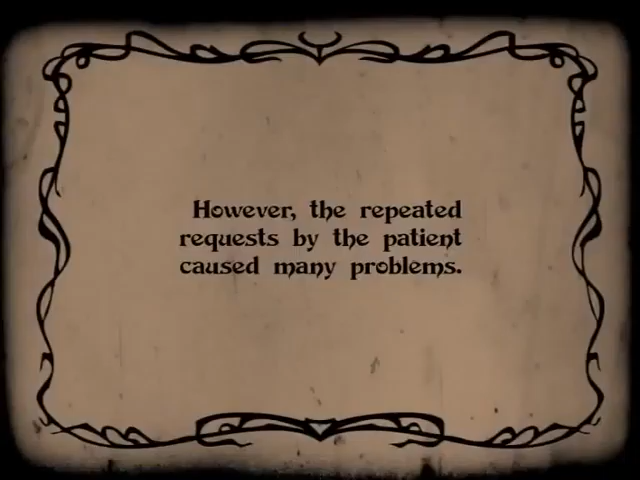 However, the repeated
requests by the patient
caused many problems.